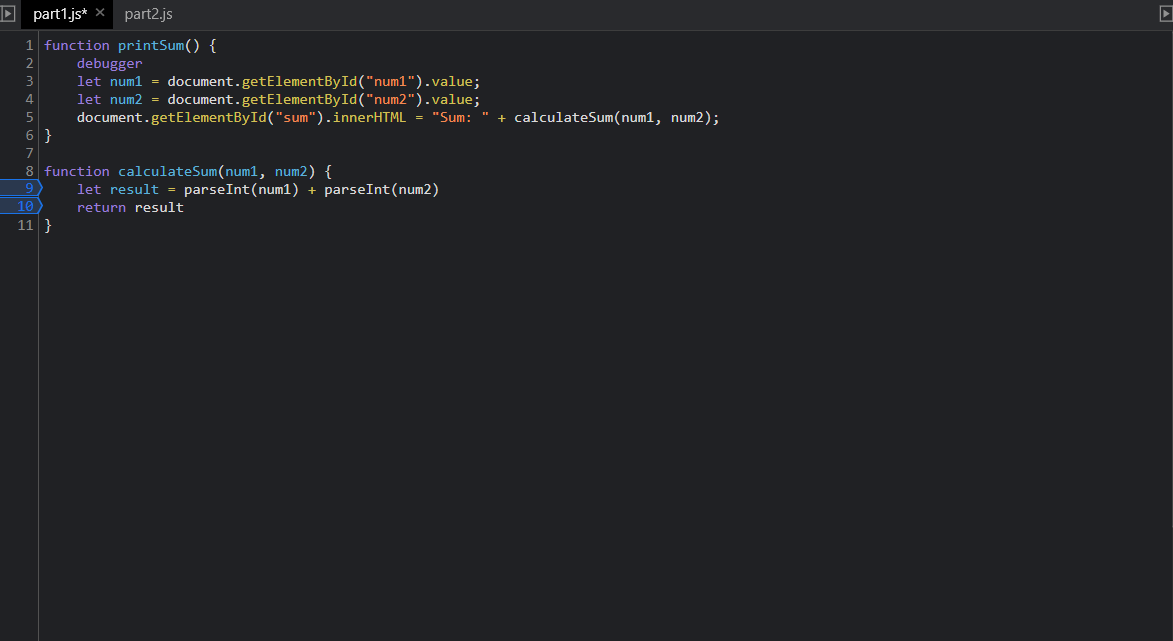 part1.js* × part2.js
1 function printSum() {
2     debugger
3     let num1 = document.getElementById("num1").value;
4     let num2 = document.getElementById("num2").value;
5     document.getElementById("sum").innerHTML = "Sum: " + calculateSum(num1, num2);
6 }
7
8 function calculateSum(num1, num2) {
9     let result = parseInt(num1) + parseInt(num2)
10     return result
11 }